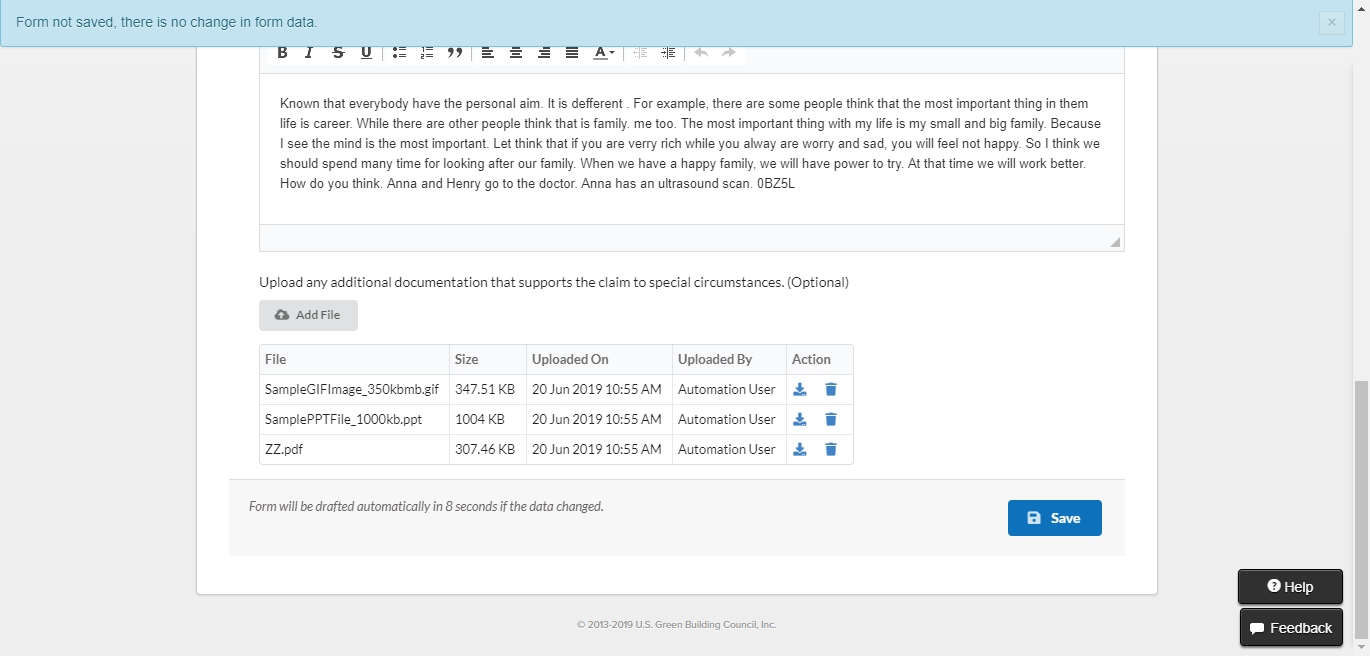 Form not saved, there is no change in form data.
×
B I S U A
Known that everybody have the personal aim. It is defferent . For example, there are some people think that the most important thing in them
life is career. While there are other people think that is family. me too. The most important thing with my life is my small and big family. Because
I see the mind is the most important. Let think that if you are verry rich while you alway are worry and sad, you will feel not happy. So I think we
should spend many time for looking after our family. When we have a happy family, we will have power to try. At that time we will work better.
How do you think. Anna and Henry go to the doctor. Anna has an ultrasound scan. 0BZ5L
Upload any additional documentation that supports the claim to special circumstances. (Optional)
Add File
File Size Uploaded On Uploaded By Action
SampleGIFImage_350kbmb.gif 347.51 KB 20 Jun 2019 10:55 AM Automation User
SamplePPTFile_1000kb.ppt 1004 KB 20 Jun 2019 10:55 AM Automation User
ZZ.pdf 307.46 KB 20 Jun 2019 10:55 AM Automation User
Form will be drafted automatically in 8 seconds if the data changed.
Save
Help
© 2013-2019 U.S. Green Building Council, Inc.
Feedback